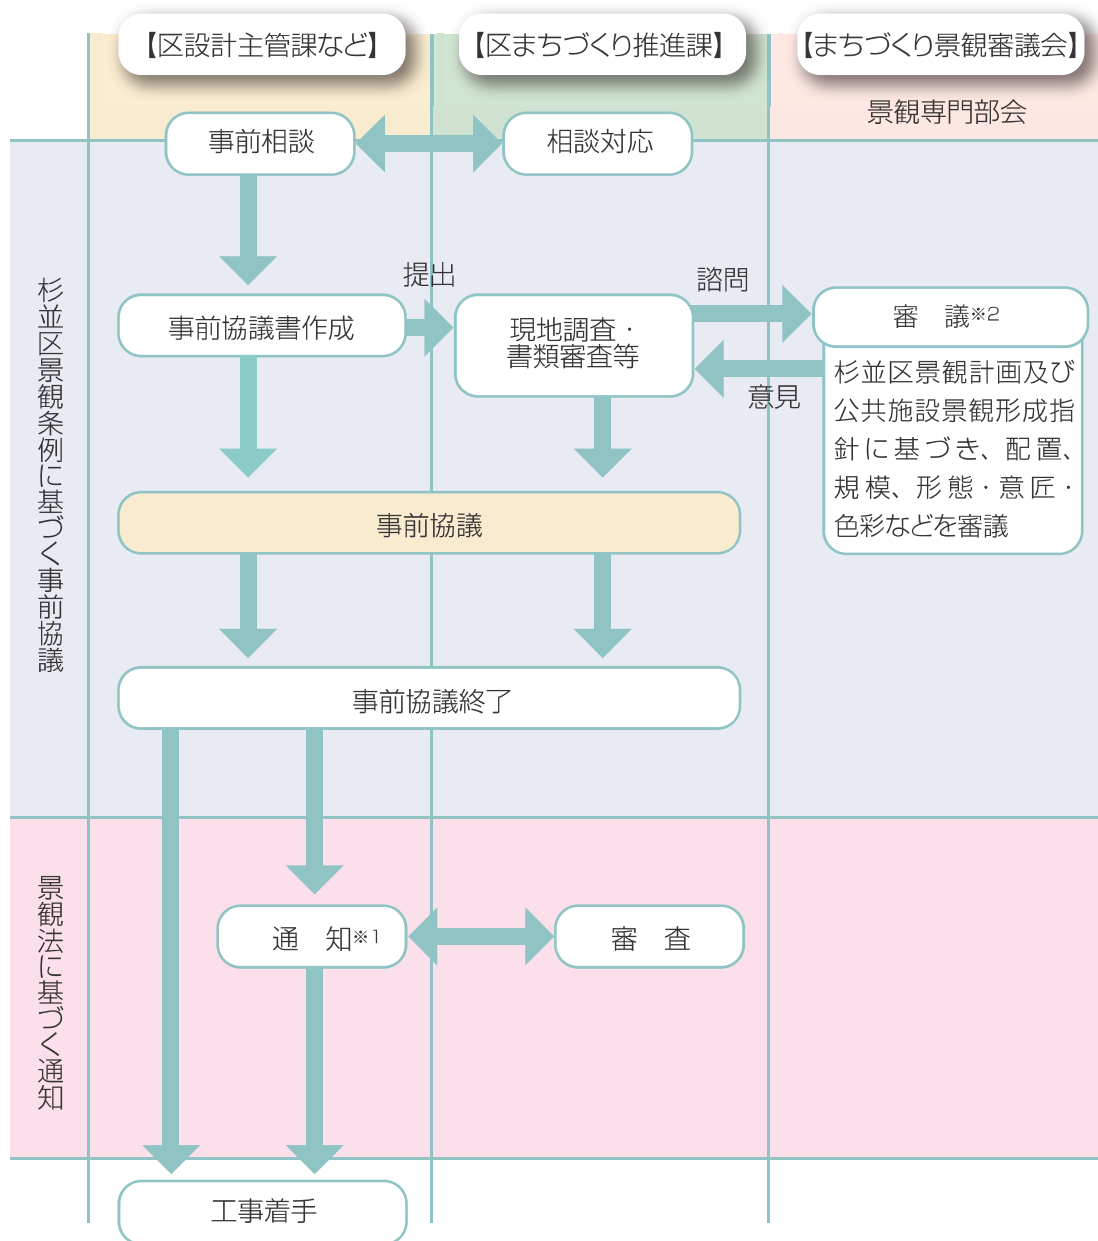 【区設計主管課など】
【区まちづくり推進課】
【まちづくり景観審議会】
景観専門部会
事前相談
相談対応
杉並区景観条例に基づく事前協議
提出
諮問
事前協議書作成
現地調査・
書類審査等
審　議※2
意見
杉並区景観計画及び
公共施設景観形成指
針に基づき、配置、
規模、形態・意匠・
色彩などを審議
事前協議
事前協議終了
景観法に基づく通知
通　知※1
審　査
工事着手